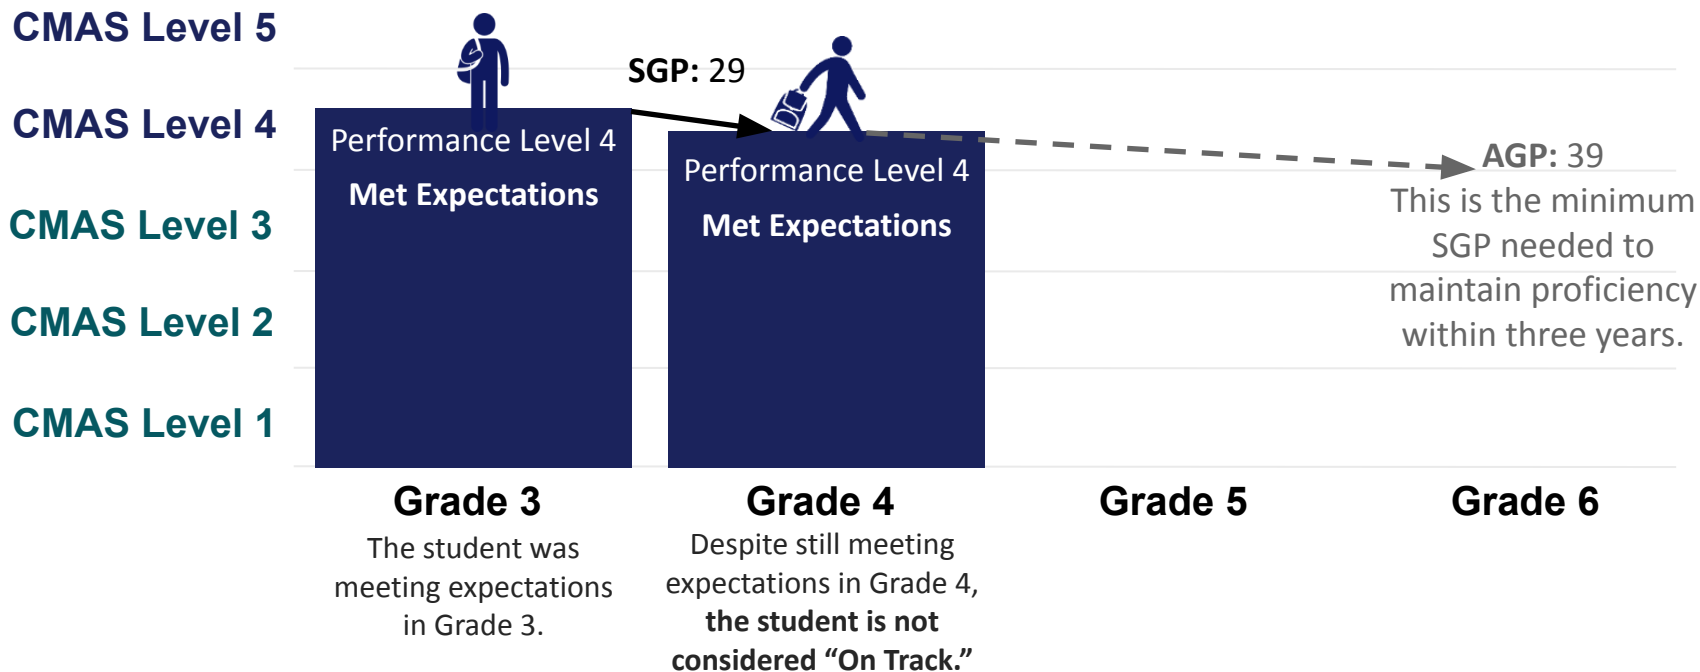 CMAS Level 5
CMAS Level 4
CMAS Level 3
CMAS Level 2
CMAS Level 1
SGP: 29
Performance Level 4
Met Expectations
Performance Level 4
Met Expectations
AGP: 39
This is the minimum
SGP needed to
maintain proficiency
within three years.
Grade 3
The student was
meeting expectations
in Grade 3.
Grade 4
Despite still meeting
expectations in Grade 4,
the student is not
considered “On Track.”
Grade 5
Grade 6